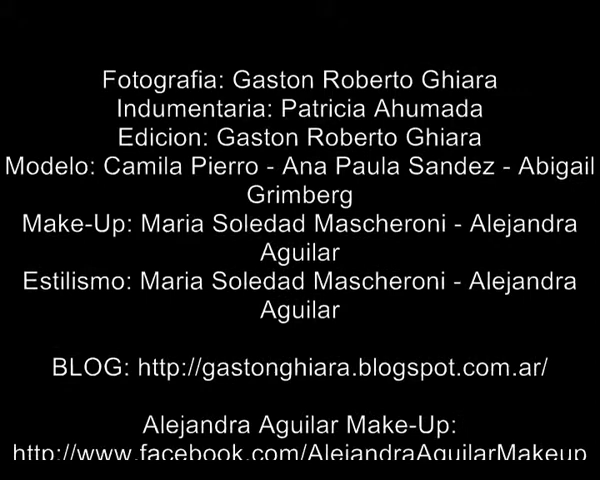 Fotografia: Gaston Roberto Ghiara
Indumentaria: Patricia Ahumada
Edicion: Gaston Roberto Ghiara
Modelo: Camila Pierro - Ana Paula Sandez - Abigail
Grimberg
Make-Up: Maria Soledad Mascheroni - Alejandra
Aguilar
Estilismo: Maria Soledad Mascheroni - Alejandra
Aguilar
BLOG: http://gastonghiara.blogspot.com.ar/
Alejandra Aguilar Make-Up:
http://www.facebook.com/AlejandraAguilarMakeup